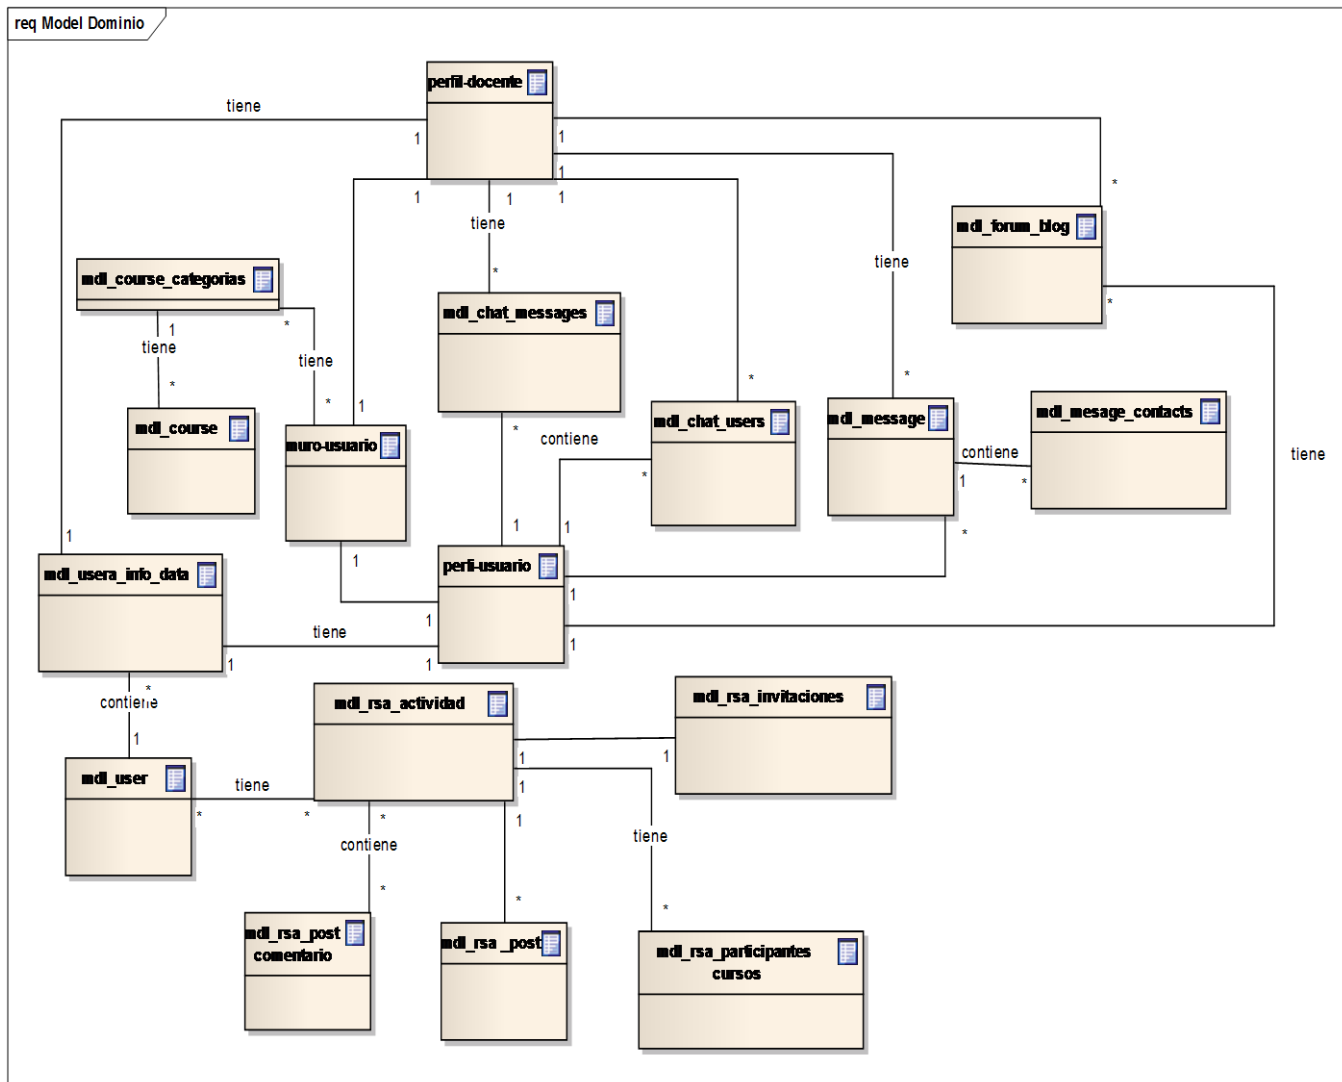 req Model Dominio
perfil-docente
tiene
1
1
1
1
1
1
*
mdl_forum_blog
*
tiene
tiene
mdl_course_categorias
1
*
tiene
tiene
*
*
mdl_chat_messages
*
1
*
*
mdl_course
muro-usuario
mdl_chat_users
mdl_message
mdl_mesage_contacts
*
contiene
*
contiene
1
*
tiene
1
1
1
*
1
mdl_usera_info_data
perfi-usuario
1
1
1
tiene
1
1
*
contiene
1
mdl_rsa_actividad
mdl_rsa_invitaciones
1
1
mdl_user
tiene
*
*
1
1
*
contiene
*
*
tiene
*
mdl_rsa_post
comentario
mdl_rsa _post
mdl_rsa_participantes
cursos